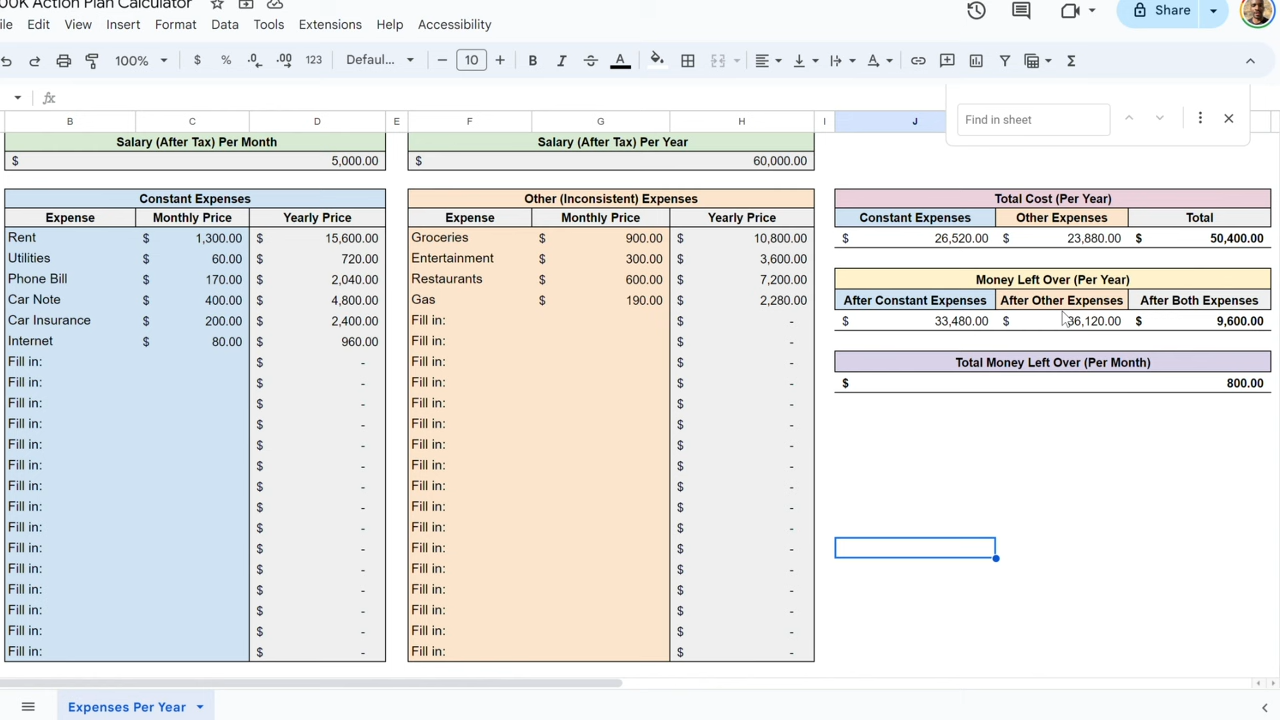 00K Action Plan Calculator
ile Edit View Insert Format Data Tools Extensions Help Accessibility Share
100% $ % .0 .00 123 Defaul... 10 B I A
fx Find in sheet
B C D E F G H I J
Salary (After Tax) Per Month Salary (After Tax) Per Year
$ 5,000.00 $ 60,000.00
Constant Expenses Other (Inconsistent) Expenses Total Cost (Per Year)
Expense Monthly Price Yearly Price Expense Monthly Price Yearly Price Constant Expenses Other Expenses Total
Rent $ 1,300.00 $ 15,600.00 Groceries $ 900.00 $ 10,800.00 $ 26,520.00 $ 23,880.00 $ 50,400.00
Utilities $ 60.00 $ 720.00 Entertainment $ 300.00 $ 3,600.00
Phone Bill $ 170.00 $ 2,040.00 Restaurants $ 600.00 $ 7,200.00 Money Left Over (Per Year)
Car Note $ 400.00 $ 4,800.00 Gas $ 190.00 $ 2,280.00 After Constant Expenses After Other Expenses After Both Expenses
Car Insurance $ 200.00 $ 2,400.00 Fill in: $ - $ 33,480.00 $ 36,120.00 $ 9,600.00
Internet $ 80.00 $ 960.00 Fill in: $ -
Fill in: $ - Fill in: $ - Total Money Left Over (Per Month)
Fill in: $ - Fill in: $ - $ 800.00
Fill in: $ - Fill in: $ -
Fill in: $ - Fill in: $ -
Fill in: $ - Fill in: $ -
Fill in: $ - Fill in: $ -
Fill in: $ - Fill in: $ -
Fill in: $ - Fill in: $ -
Fill in: $ - Fill in: $ -
Fill in: $ - Fill in: $ -
Fill in: $ - Fill in: $ -
Fill in: $ - Fill in: $ -
Fill in: $ - Fill in: $ -
Fill in: $ - Fill in: $ -
Fill in: $ - Fill in: $ -
Expenses Per Year